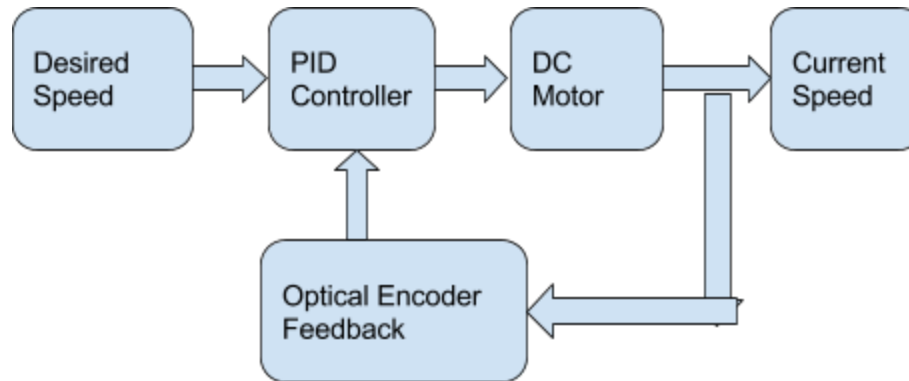 Desired
Speed
PID
Controller
DC
Motor
Current
Speed
Optical Encoder
Feedback